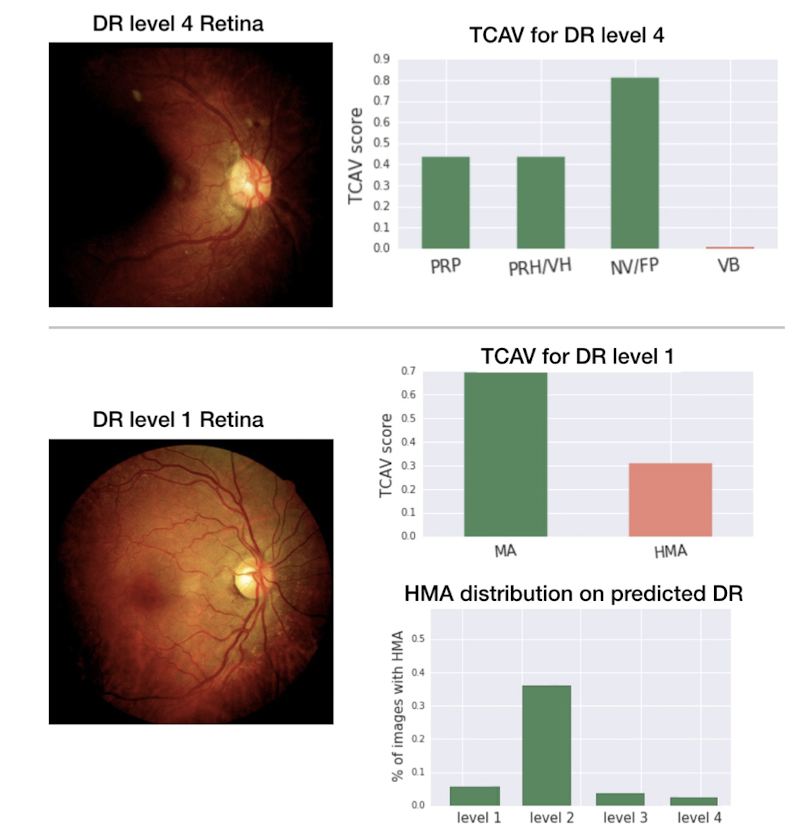 DR level 4 Retina
TCAV for DR level 4
TCAV score
0.9
0.8
0.7
0.6
0.5
0.4
0.3
0.2
0.1
0.0
PRP PRH/VH NV/FP VB
DR level 1 Retina
TCAV for DR level 1
TCAV score
0.7
0.6
0.5
0.4
0.3
0.2
0.1
0.0
MA HMA
HMA distribution on predicted DR
% of images with HMA
0.5
0.4
0.3
0.2
0.1
0.0
level 1 level 2 level 3 level 4